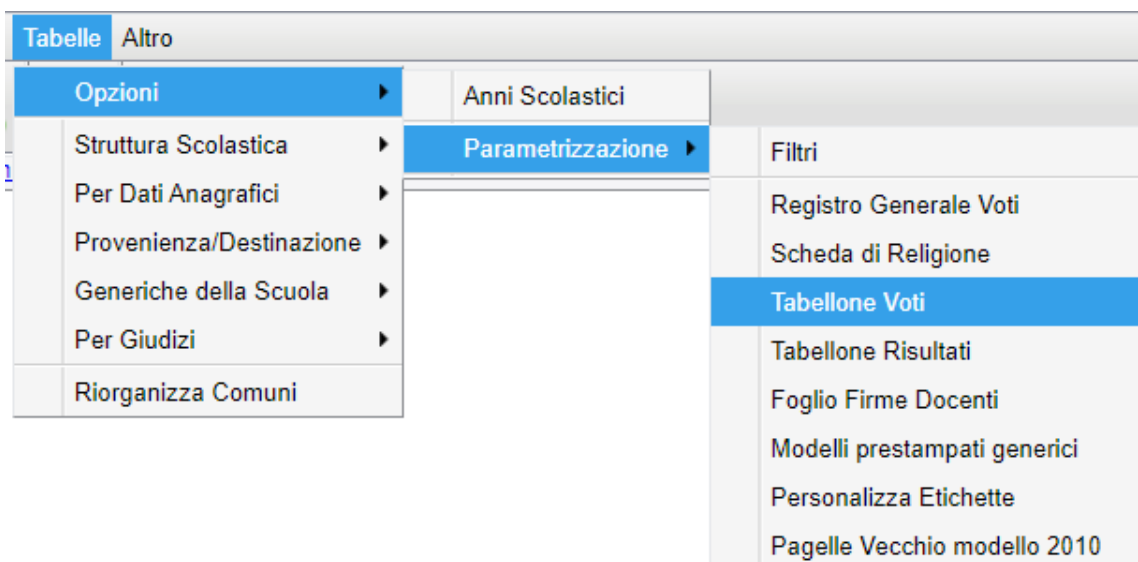 Tabelle Altro
Opzioni
Struttura Scolastica
Per Dati Anagrafici
Provenienza/Destinazione
Generiche della Scuola
Per Giudizi
Riorganizza Comuni
Anni Scolastici
Parametrizzazione
Filtri
Registro Generale Voti
Scheda di Religione
Tabellone Voti
Tabellone Risultati
Foglio Firme Docenti
Modelli prestampati generici
Personalizza Etichette
Pagelle Vecchio modello 2010